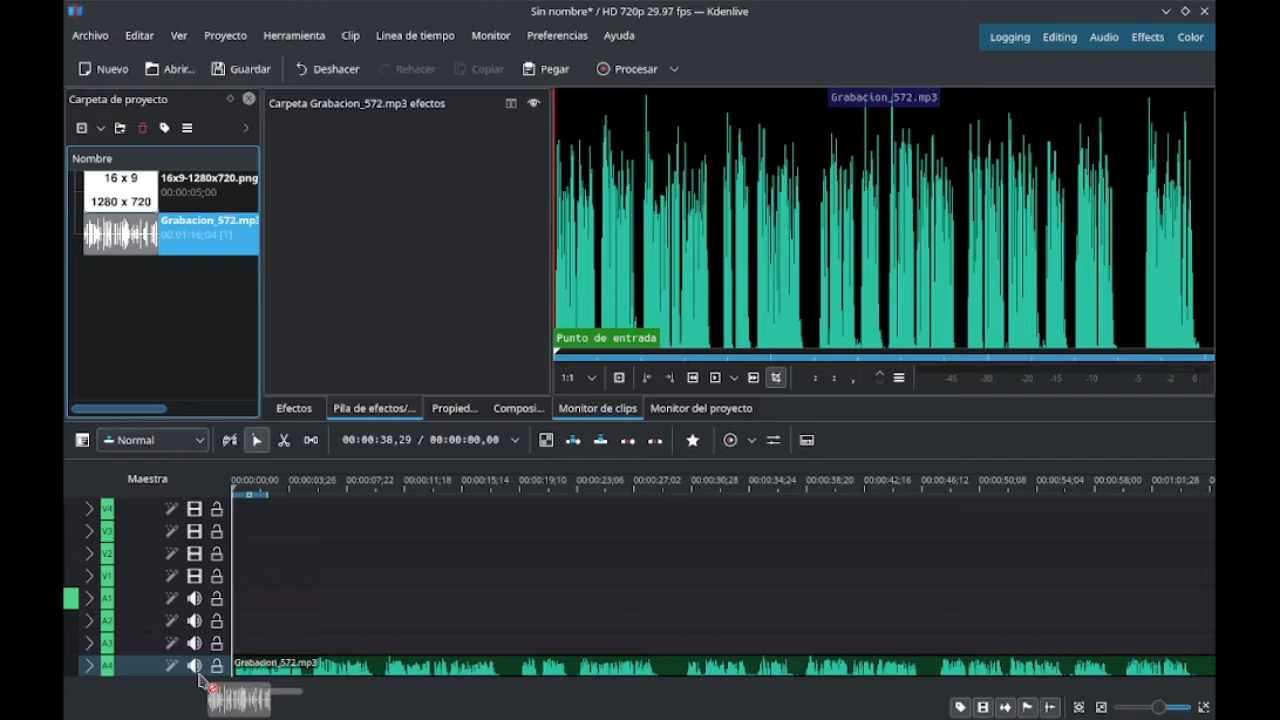 Sin nombre* / HD 720p 29.97 fps — Kdenlive
Archivo Editar Ver Proyecto Herramienta Clip Línea de tiempo Monitor Preferencias Ayuda
Logging Editing Audio Effects Color
Nuevo Abrir... Guardar Deshacer Rehacer Copiar Pegar Procesar
Carpeta de proyecto
Carpeta Grabacion_572.mp3 efectos
Grabacion_572.mp3
Nombre
16 x 9
1280 x 720
16x9-1280x720.png
00:00:05;00
Grabacion_572.mp3
00:01:16;04 [1]
Punto de entrada
1:1
-45 -30 -20 -15 -10 -5 -2 0
Efectos Pila de efectos/... Propied... Composi... Monitor de clips Monitor del proyecto
Normal
00:00:38,29 / 00:00:00,00
Maestra
00:00:00;00 00:00:03;26 00:00:07;22 00:00:11;18 00:00:15;14 00:00:19;10 00:00:23;06 00:00:27;02 00:00:30;28 00:00:34;24 00:00:38;20 00:00:42;16 00:00:46;12 00:00:50;08 00:00:54;04 00:00:58;00 00:01:01;28
V4
V3
V2
V1
A1
A2
A3
A4
Grabacion_572.mp3